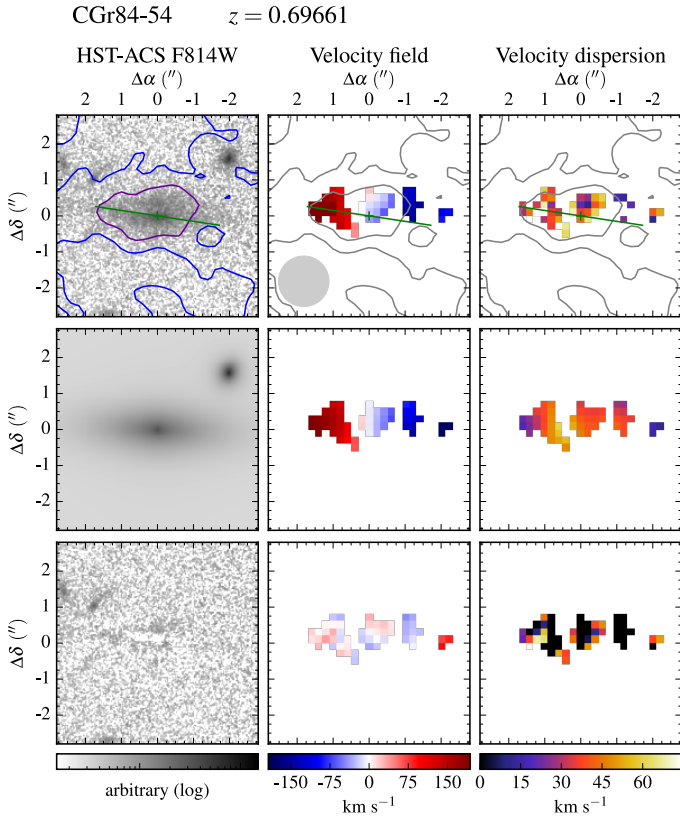 CGr84-54 z = 0.69661
HST-ACS F814W Velocity field Velocity dispersion
Δα (″) Δα (″) Δα (″)
2 1 0 -1 -2 2 1 0 -1 -2 2 1 0 -1 -2
Δδ (″)
2
1
0
-1
-2
Δδ (″)
2
1
0
-1
-2
Δδ (″)
2
1
0
-1
-2
-150 -75 0 75 150 0 15 30 45 60
arbitrary (log) km s⁻¹ km s⁻¹